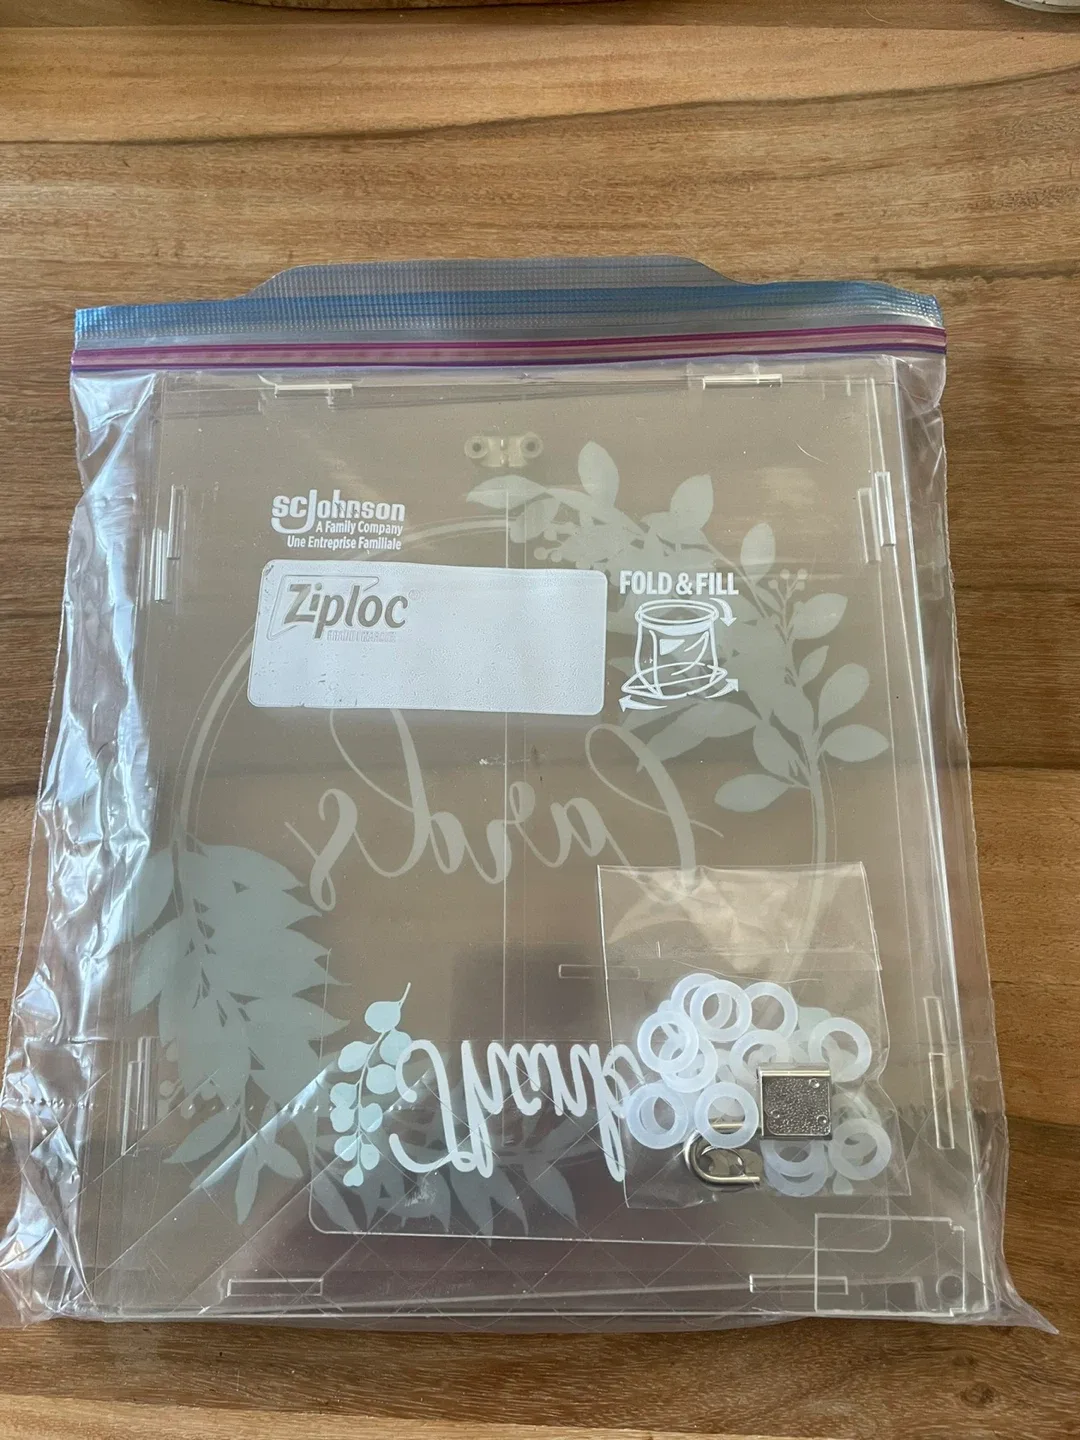 scJohnson
A Family Company
Une Entreprise Familiale
Ziploc®
FOLD & FILL
Cards